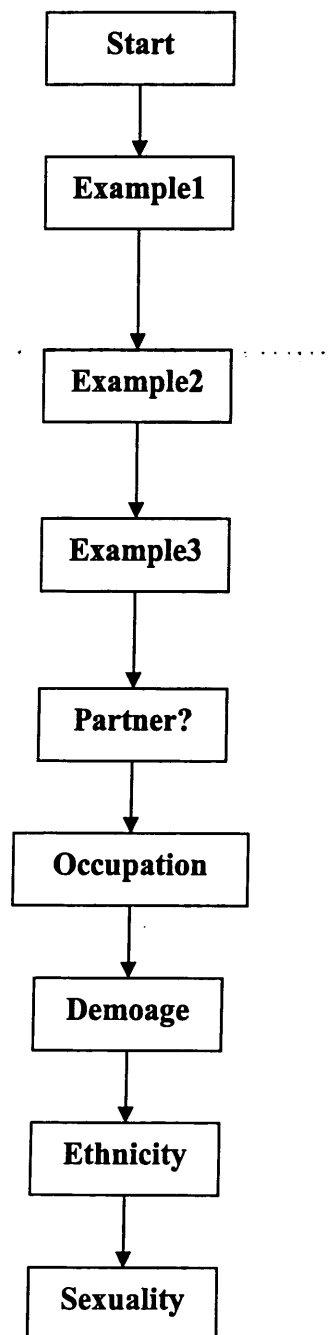 Start
Example1
Example2
Example3
Partner?
Occupation
Demoage
Ethnicity
Sexuality